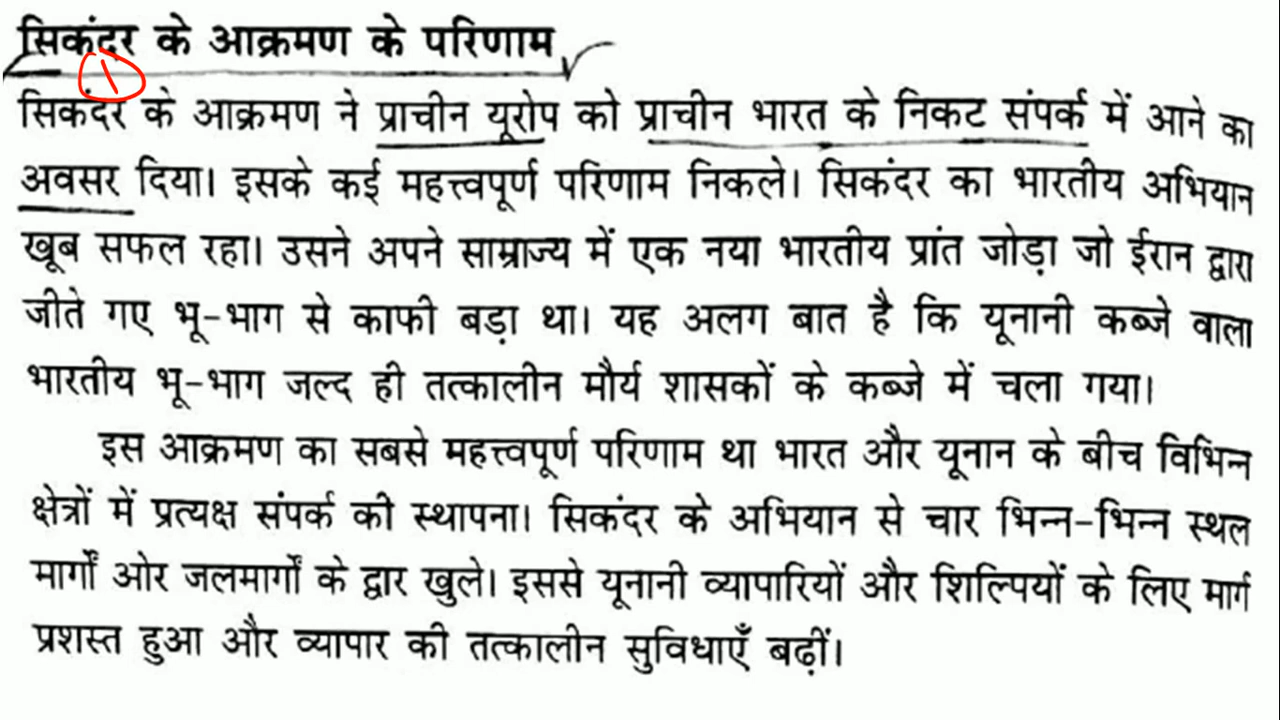 सिकंदर के आक्रमण के परिणाम
1
सिकंदर के आक्रमण ने प्राचीन यूरोप को प्राचीन भारत के निकट संपर्क में आने का
अवसर दिया। इसके कई महत्त्वपूर्ण परिणाम निकले। सिकंदर का भारतीय अभियान
खूब सफल रहा। उसने अपने साम्राज्य में एक नया भारतीय प्रांत जोड़ा जो ईरान द्वारा
जीते गए भू-भाग से काफी बड़ा था। यह अलग बात है कि यूनानी कब्जे वाला
भारतीय भू-भाग जल्द ही तत्कालीन मौर्य शासकों के कब्जे में चला गया।
इस आक्रमण का सबसे महत्त्वपूर्ण परिणाम था भारत और यूनान के बीच विभिन्न
क्षेत्रों में प्रत्यक्ष संपर्क की स्थापना। सिकंदर के अभियान से चार भिन्न-भिन्न स्थल
मार्गों ओर जलमार्गों के द्वार खुले। इससे यूनानी व्यापारियों और शिल्पियों के लिए मार्ग
प्रशस्त हुआ और व्यापार की तत्कालीन सुविधाएँ बढ़ीं।